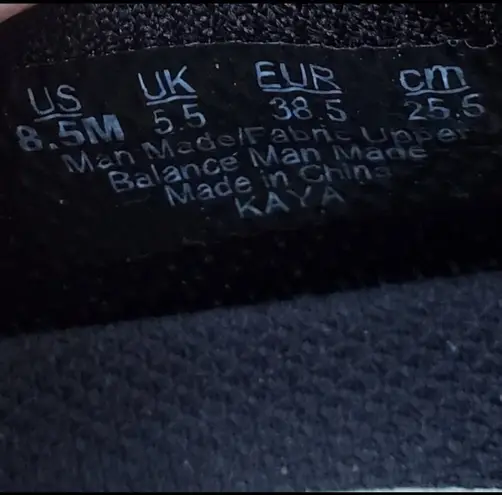 US UK EUR cm
8.5M 5.5 38.5 25.5
Man Made/Fabric Upper
Balance Man Made
Made in China
KAYA